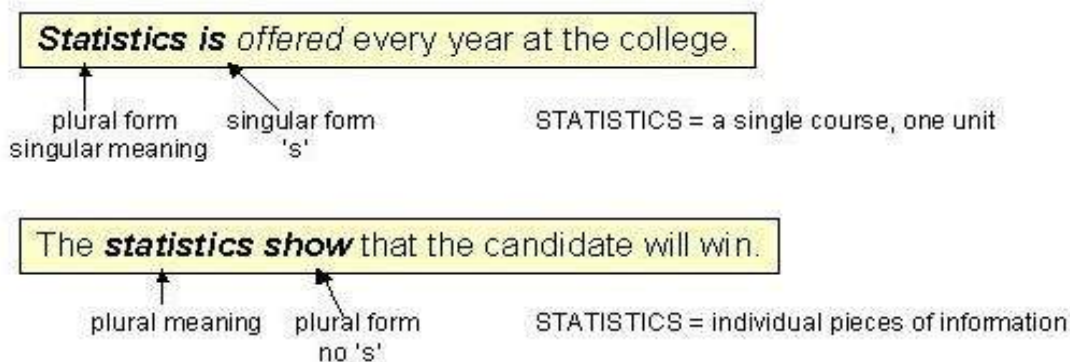 Statistics is offered every year at the college.
plural form
singular meaning
singular form
's'
STATISTICS = a single course, one unit
The statistics show that the candidate will win.
plural meaning
plural form
no 's'
STATISTICS = individual pieces of information